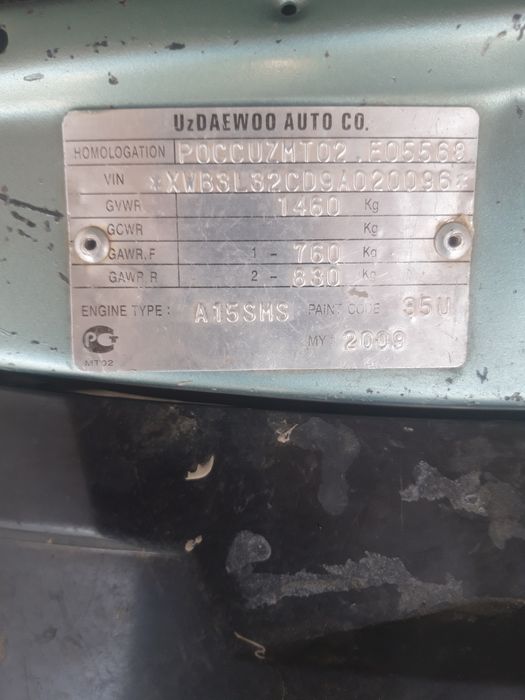 UzDAEWOO AUTO CO.
HOMOLOGATION POCCUZMT02.E05568
VIN *XWB3L32CD9A020096*
GVWR 1460 Kg
GCWR Kg
GAWR.F 1 - 760 Kg
GAWR.R 2 - 830 Kg
ENGINE TYPE: A15SMS PAINT CODE 35U
MT02 MY: 2009